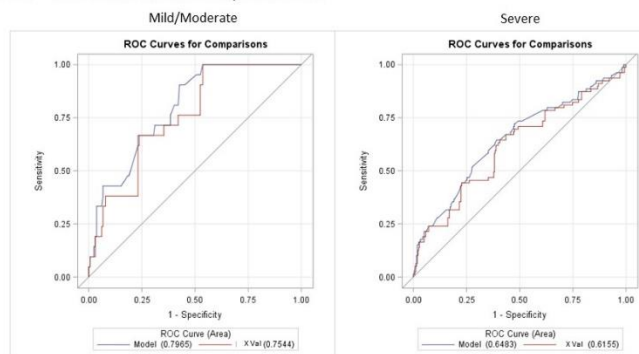 Mild/Moderate
ROC Curves for Comparisons
1.00
0.75
0.50
0.25
0.00
Sensitivity
0.00 0.25 0.50 0.75 1.00
1 - Specificity
ROC Curve (Area)
Model (0.7965) X Val (0.7544)
Severe
ROC Curves for Comparisons
1.00
0.75
0.50
0.25
0.00
Sensitivity
0.00 0.25 0.50 0.75 1.00
1 - Specificity
ROC Curve (Area)
Model (0.6483) X Val (0.6155)